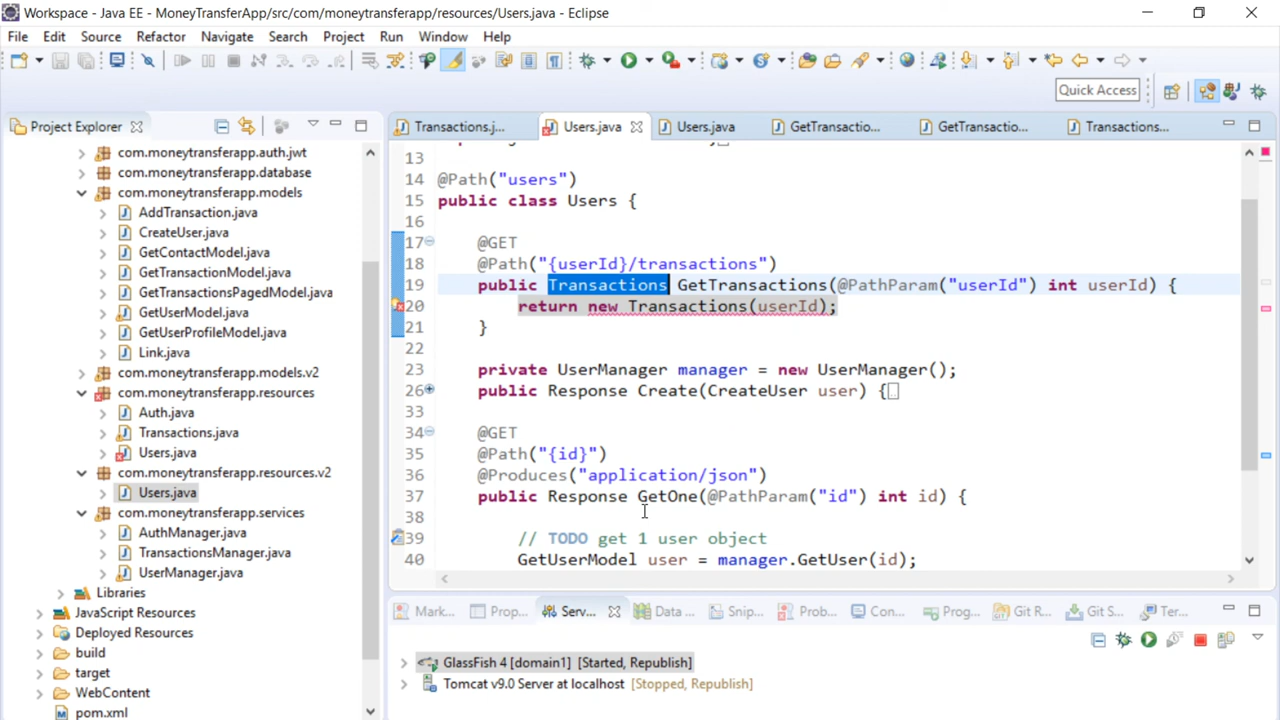 Workspace - Java EE - MoneyTransferApp/src/com/moneytransferapp/resources/Users.java - Eclipse
File Edit Source Refactor Navigate Search Project Run Window Help
Quick Access
Project Explorer
com.moneytransferapp.auth.jwt
com.moneytransferapp.database
com.moneytransferapp.models
AddTransaction.java
CreateUser.java
GetContactModel.java
GetTransactionModel.java
GetTransactionsPagedModel.java
GetUserModel.java
GetUserProfileModel.java
Link.java
com.moneytransferapp.models.v2
com.moneytransferapp.resources
Auth.java
Transactions.java
Users.java
com.moneytransferapp.resources.v2
Users.java
com.moneytransferapp.services
AuthManager.java
TransactionsManager.java
UserManager.java
Libraries
JavaScript Resources
Deployed Resources
build
target
WebContent
pom.xml
Transactions.j... Users.java Users.java GetTransactio... GetTransactio... Transactions...
13
14 @Path("users")
15 public class Users {
16
17 @GET
18 @Path("{userId}/transactions")
19 public Transactions GetTransactions(@PathParam("userId") int userId) {
20 return new Transactions(userId);
21 }
22
23 private UserManager manager = new UserManager();
26 public Response Create(CreateUser user) {
33
34 @GET
35 @Path("{id}")
36 @Produces("application/json")
37 public Response GetOne(@PathParam("id") int id) {
38
39 // TODO get 1 user object
40 GetUserModel user = manager.GetUser(id);
Mark... Prop... Serv... Data ... Snip... Prob... Con... Prog... Git R... Git S... Ter...
GlassFish 4 [domain1] [Started, Republish]
Tomcat v9.0 Server at localhost [Stopped, Republish]